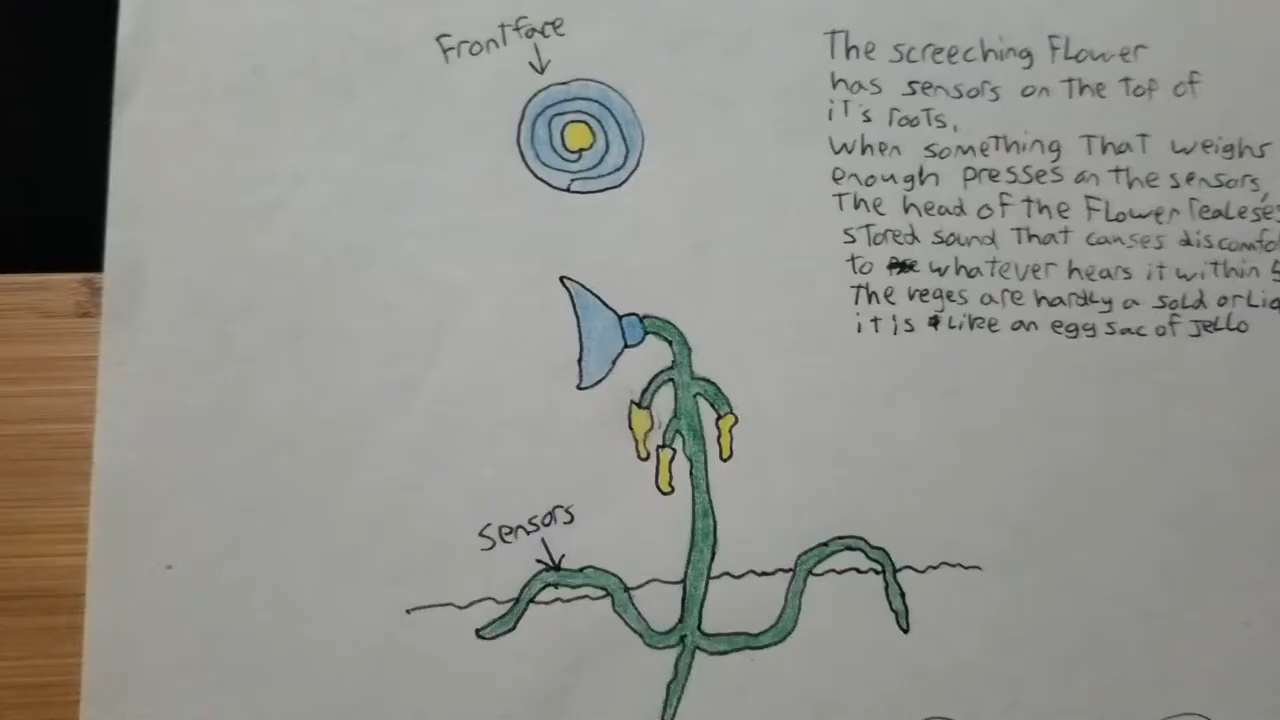 Frontface
The screeching Flower
has sensors on The Top of
iT's rooTs,
when someThing ThaT weighs
enough presses on the sensors,
The head of the Flower
sTored sound ThaT causes
to whatever hears it within
The are hardly a sold or
it is Like an egg sac of Jello
sensors